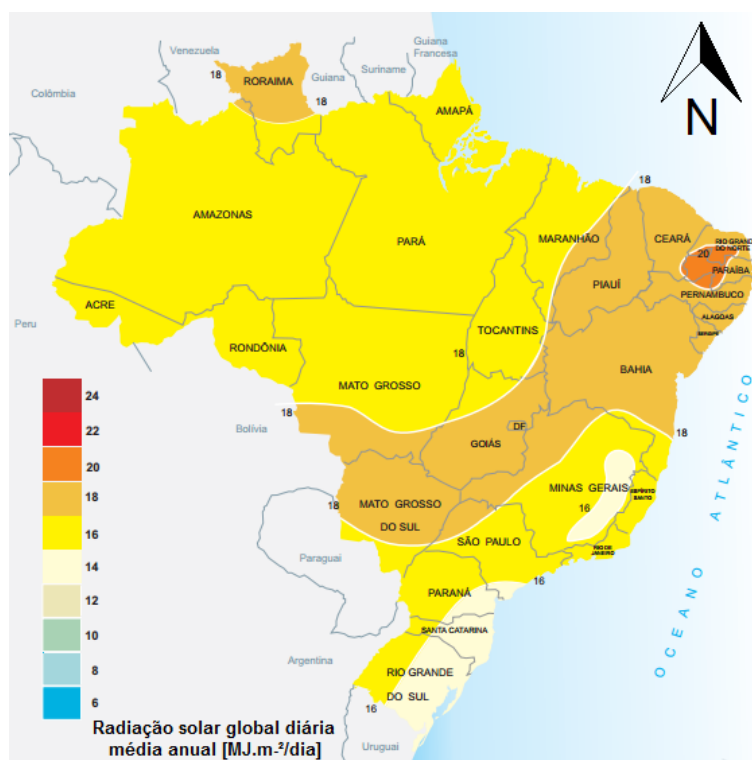 Guiana
Francesa
Venezuela
Suriname
18
RORAIMA
Guiana
Colômbia
18
AMAPÁ
N
18
AMAZONAS
PARÁ
MARANHÃO
CEARÁ
RIO GRANDE
DO NORTE
20
PARAÍBA
PIAUÍ
PERNAMBUCO
ACRE
ALAGOAS
SERGIPE
Peru
TOCANTINS
RONDÔNIA
18
BAHIA
MATO GROSSO
24
18
22
Bolívia
DF
18
GOIÁS
20
18
MINAS GERAIS
ESPÍRITO
SANTO
18
MATO GROSSO
DO SUL
16
16
SÃO PAULO
RIO DE
JANEIRO
14
Paraguai
16
12
PARANÁ
10
SANTA CATARINA
Argentina
8
RIO GRANDE
DO SUL
6
16
OCEANO ATLÂNTICO
Radiação solar global diária
média anual [MJ.m-²/dia]
Uruguai